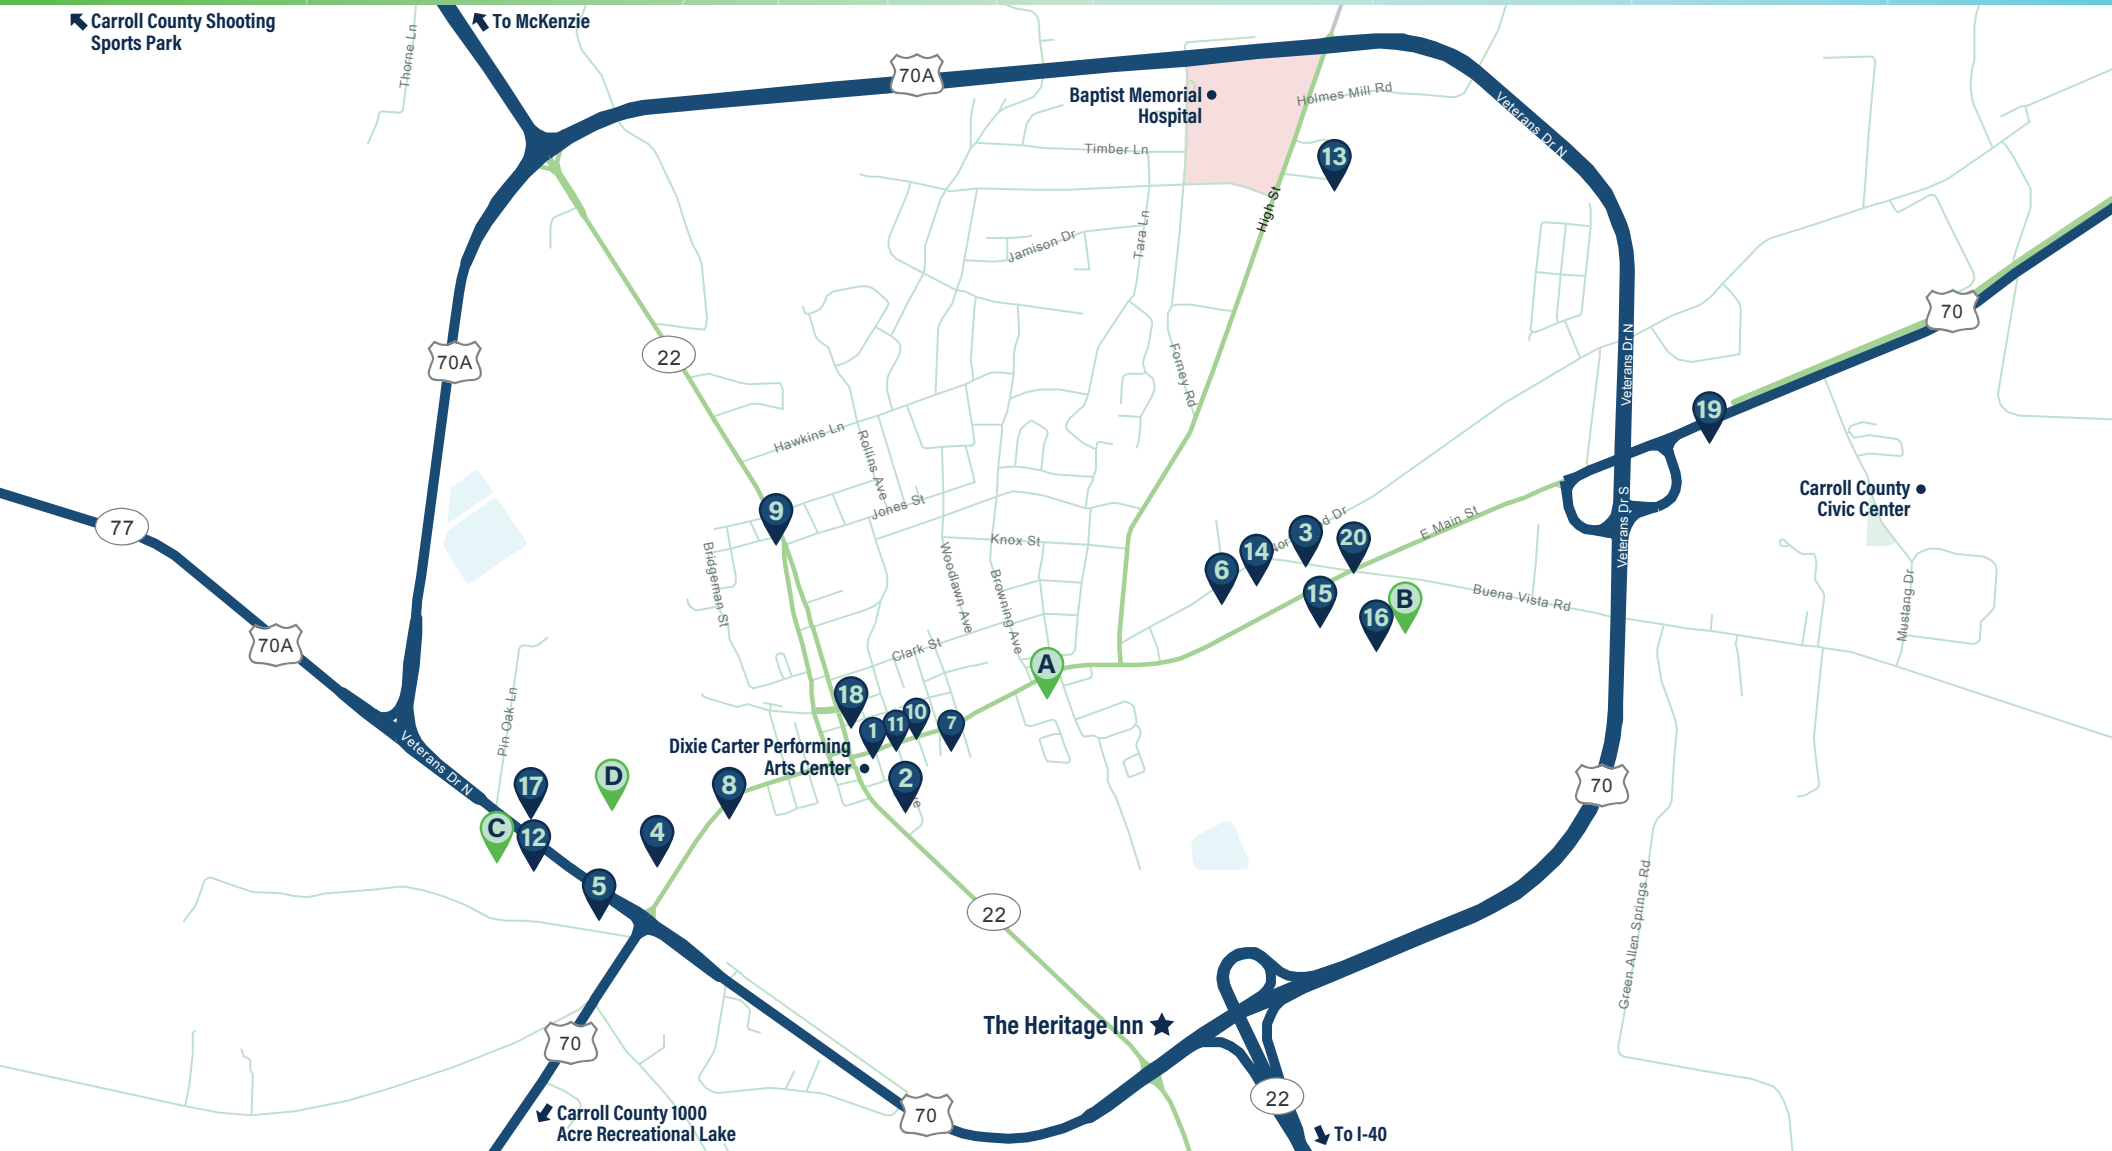 Carroll County Shooting
Sports Park
To McKenzie
Thorne Ln
70A
Baptist Memorial
Hospital
Holmes Mill Rd
Veterans Dr N
Timber Ln
13
High St
Tara Ln
Jamison Dr
70
22
70A
Forney Rd
Veterans Dr N
19
Hawkins Ln
Rollins Ave
Jones St
9
77
Carroll County
Civic Center
Veterans Dr S
E Main St
Knox St
3
20
14
6
15
16
B
Buena Vista Rd
Mustang Dr
Bridgeman St
Woodlawn Ave
Browning Ave
Clark St
70A
A
18
Pin Oak Ln
1
11
10
7
Dixie Carter Performing
Arts Center
Veterans Dr N
17
D
8
2
70
C
12
4
5
22
Green Allen Springs Rd
The Heritage Inn
70
22
70
Carroll County 1000
Acre Recreational Lake
To I-40